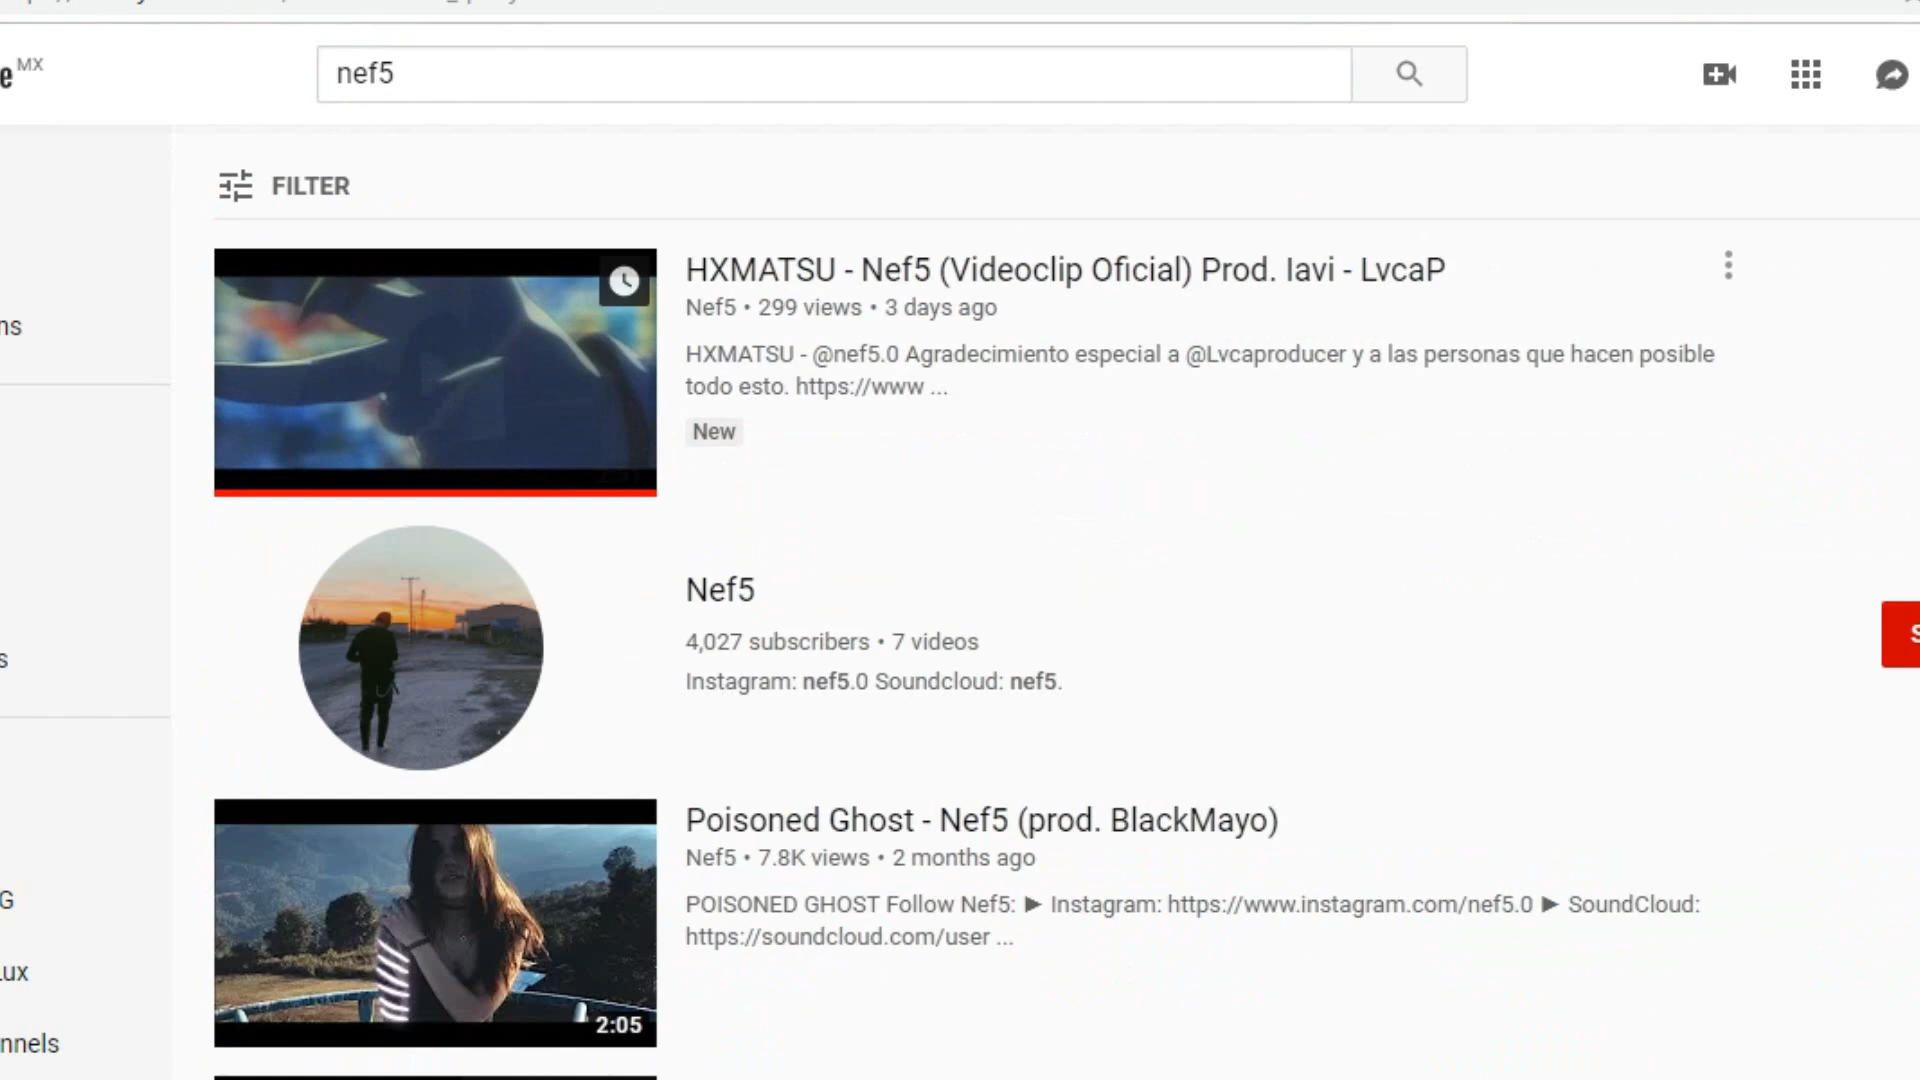 e MX
nef5
FILTER
HXMATSU - Nef5 (Videoclip Oficial) Prod. Iavi - LvcaP
Nef5 • 299 views • 3 days ago
ns
HXMATSU - @nef5.0 Agradecimiento especial a @Lvcaproducer y a las personas que hacen posible
todo esto. https://www ...
New
Nef5
4,027 subscribers • 7 videos
S
s
Instagram: nef5.0 Soundcloud: nef5.
Poisoned Ghost - Nef5 (prod. BlackMayo)
Nef5 • 7.8K views • 2 months ago
G
POISONED GHOST Follow Nef5: ► Instagram: https://www.instagram.com/nef5.0 ► SoundCloud:
https://soundcloud.com/user ...
Lux
2:05
nnels